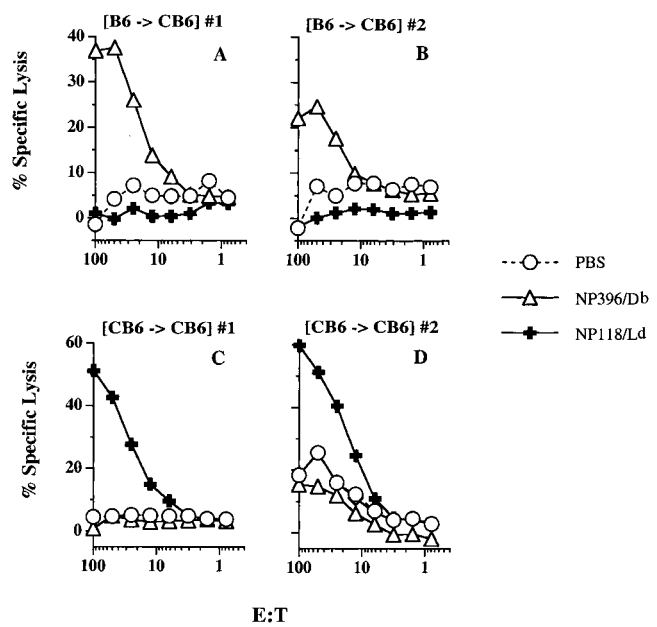 [B6 -> CB6] #1
[B6 -> CB6] #2
40
30
20
10
0
% Specific Lysis
A
B
100 10 1
100 10 1
PBS
NP396/Db
NP118/Ld
[CB6 -> CB6] #1
[CB6 -> CB6] #2
60
40
20
0
% Specific Lysis
C
D
100 10 1
100 10 1
E:T